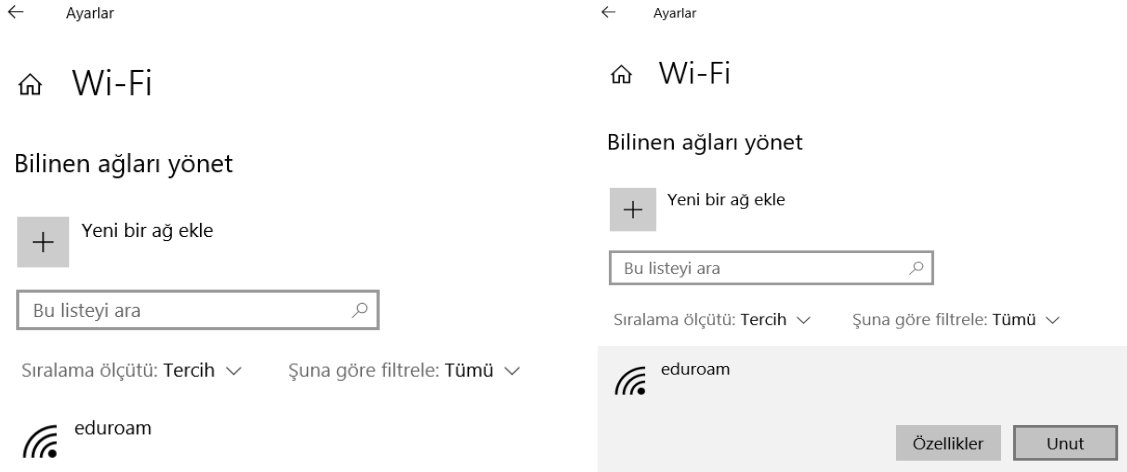 Ayarlar
Wi-Fi
Bilinen ağları yönet
Yeni bir ağ ekle
Bu listeyi ara
Sıralama ölçütü: Tercih
Şuna göre filtrele: Tümü
eduroam
Ayarlar
Wi-Fi
Bilinen ağları yönet
Yeni bir ağ ekle
Bu listeyi ara
Sıralama ölçütü: Tercih
Şuna göre filtrele: Tümü
eduroam
Özellikler
Unut